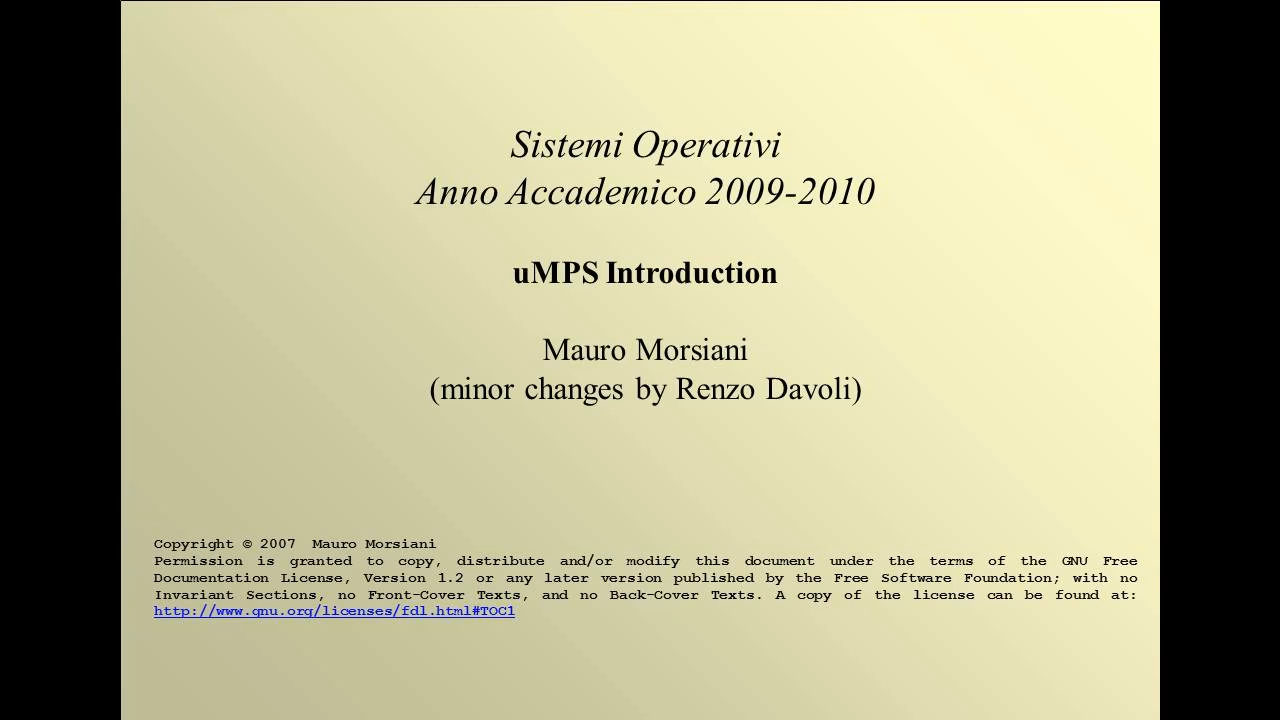 Sistemi Operativi
Anno Accademico 2009-2010
uMPS Introduction
Mauro Morsiani
(minor changes by Renzo Davoli)
Copyright © 2007 Mauro Morsiani
Permission is granted to copy, distribute and/or modify this document under the terms of the GNU Free
Documentation License, Version 1.2 or any later version published by the Free Software Foundation; with no
Invariant Sections, no Front-Cover Texts, and no Back-Cover Texts. A copy of the license can be found at:
http://www.gnu.org/licenses/fdl.html#TOC1